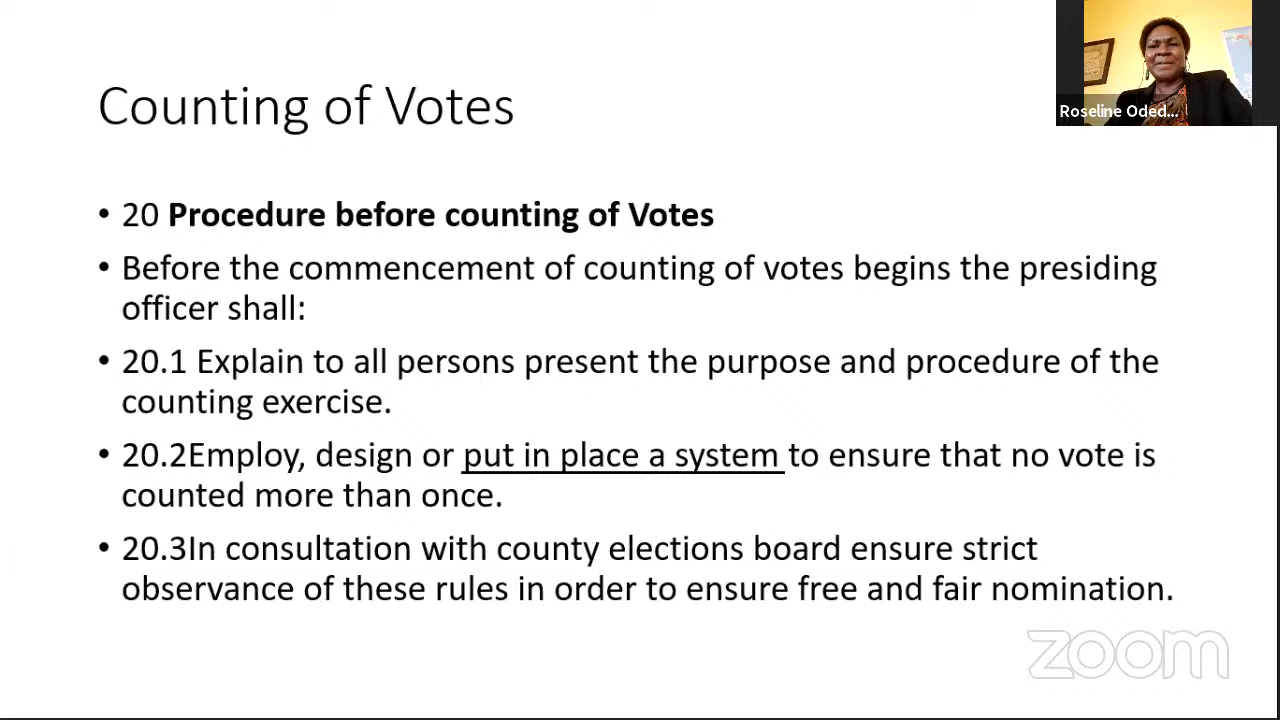 Roseline Oded...
Counting of Votes
• 20 Procedure before counting of Votes
• Before the commencement of counting of votes begins the presiding
officer shall:
• 20.1 Explain to all persons present the purpose and procedure of the
counting exercise.
• 20.2Employ, design or put in place a system to ensure that no vote is
counted more than once.
• 20.3In consultation with county elections board ensure strict
observance of these rules in order to ensure free and fair nomination.
zoom